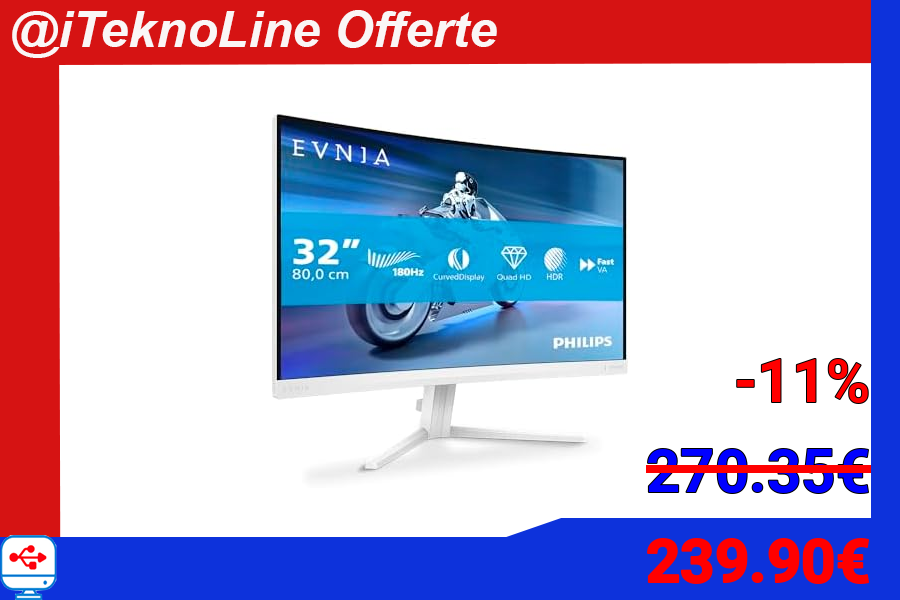 @iTeknoLine Offerte
EVNIA
32”
80,0 cm
180Hz
CurvedDisplay
Quad HD
HDR
Fast
VA
PHILIPS
-11%
270.35€
239.90€